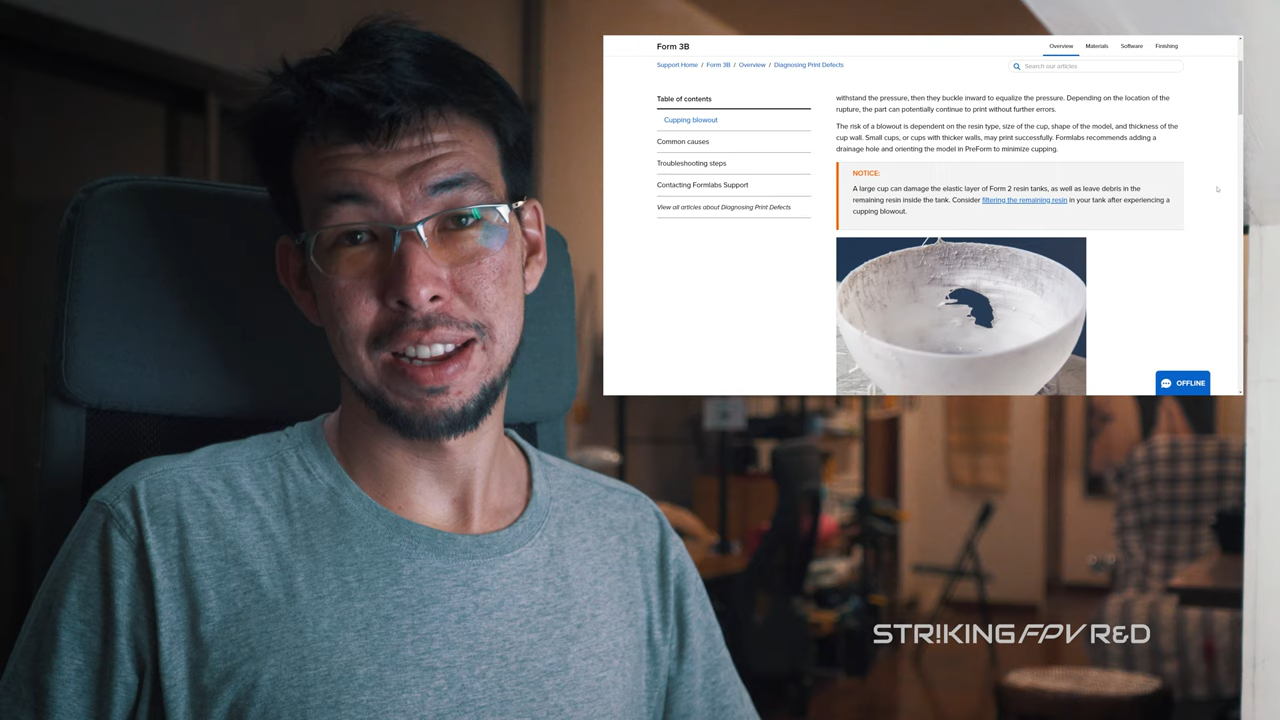 Form 3B
Overview
Materials
Software
Finishing
Support Home / Form 3B / Overview / Diagnosing Print Defects
Search our articles
Table of contents
Cupping blowout
Common causes
Troubleshooting steps
Contacting Formlabs Support
View all articles about Diagnosing Print Defects
withstand the pressure, then they buckle inward to equalize the pressure. Depending on the location of the
rupture, the part can potentially continue to print without further errors.
The risk of a blowout is dependent on the resin type, size of the cup, shape of the model, and thickness of the
cup wall. Small cups, or cups with thicker walls, may print successfully. Formlabs recommends adding a
drainage hole and orienting the model in PreForm to minimize cupping.
NOTICE:
A large cup can damage the elastic layer of Form 2 resin tanks, as well as leave debris in the
remaining resin inside the tank. Consider filtering the remaining resin in your tank after experiencing a
cupping blowout.
OFFLINE
STR!KING FPV R&D